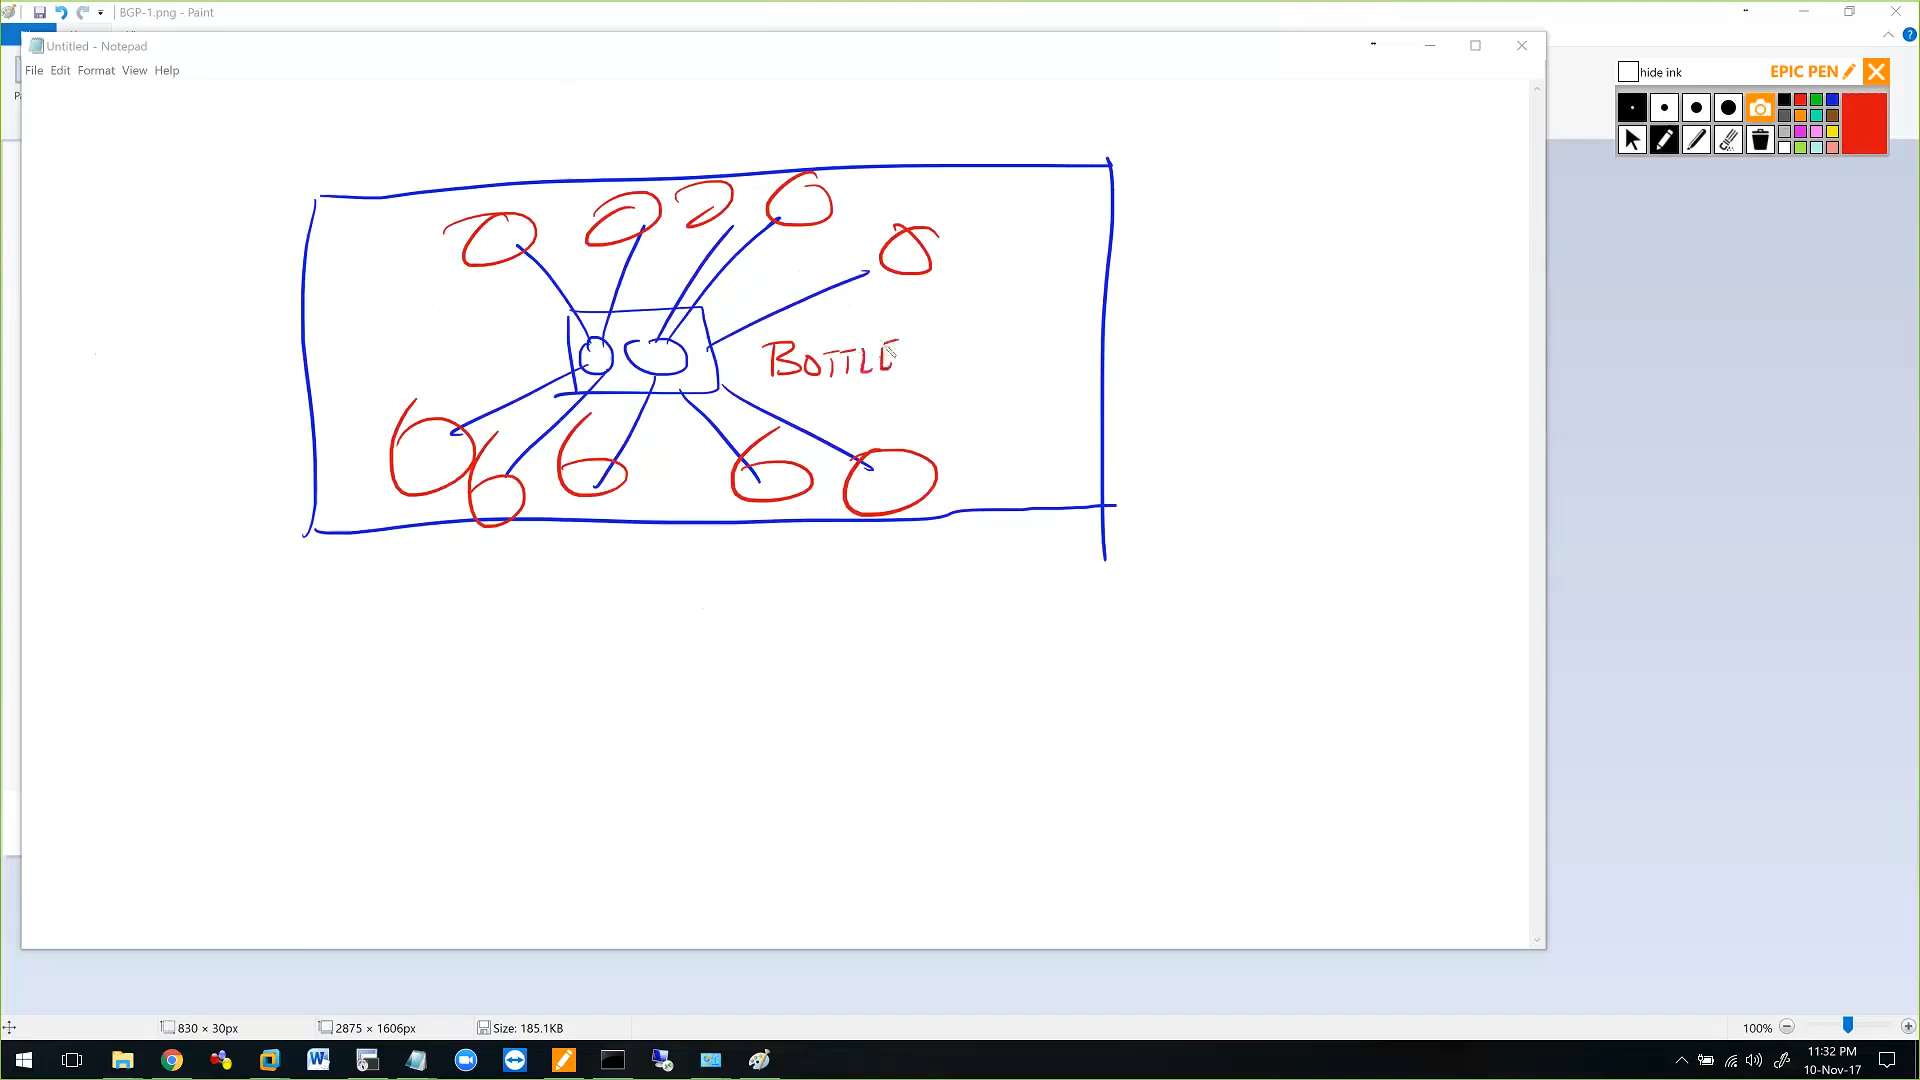 BGP-1.png - Paint
Untitled - Notepad
File Edit Format View Help
hide ink EPIC PEN
BOTTLE
830 × 30px 2875 × 1606px Size: 185.1KB 100%
11:32 PM
10-Nov-17